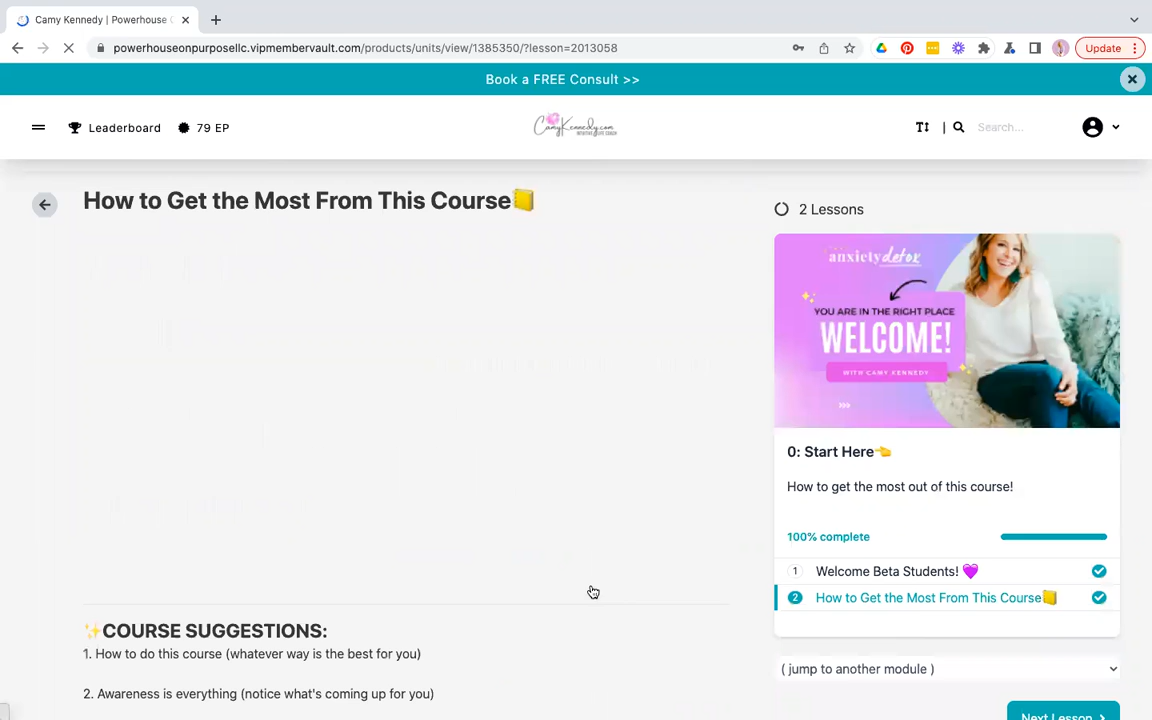 Camy Kennedy | Powerhouse
powerhouseonpurposellc.vipmembervault.com/products/units/view/1385350/?lesson=2013058
Update
Book a FREE Consult >>
Leaderboard
79 EP
CamyKennedy.com
INTUITIVE LIFE COACH
Search...
How to Get the Most From This Course📒
2 Lessons
anxiety detox
YOU ARE IN THE RIGHT PLACE
WELCOME!
WITH CAMY KENNEDY
0: Start Here👈
How to get the most out of this course!
100% complete
1 Welcome Beta Students! 💜
2 How to Get the Most From This Course📒
✨COURSE SUGGESTIONS:
1. How to do this course (whatever way is the best for you)
2. Awareness is everything (notice what's coming up for you)
( jump to another module )
Next Lesson